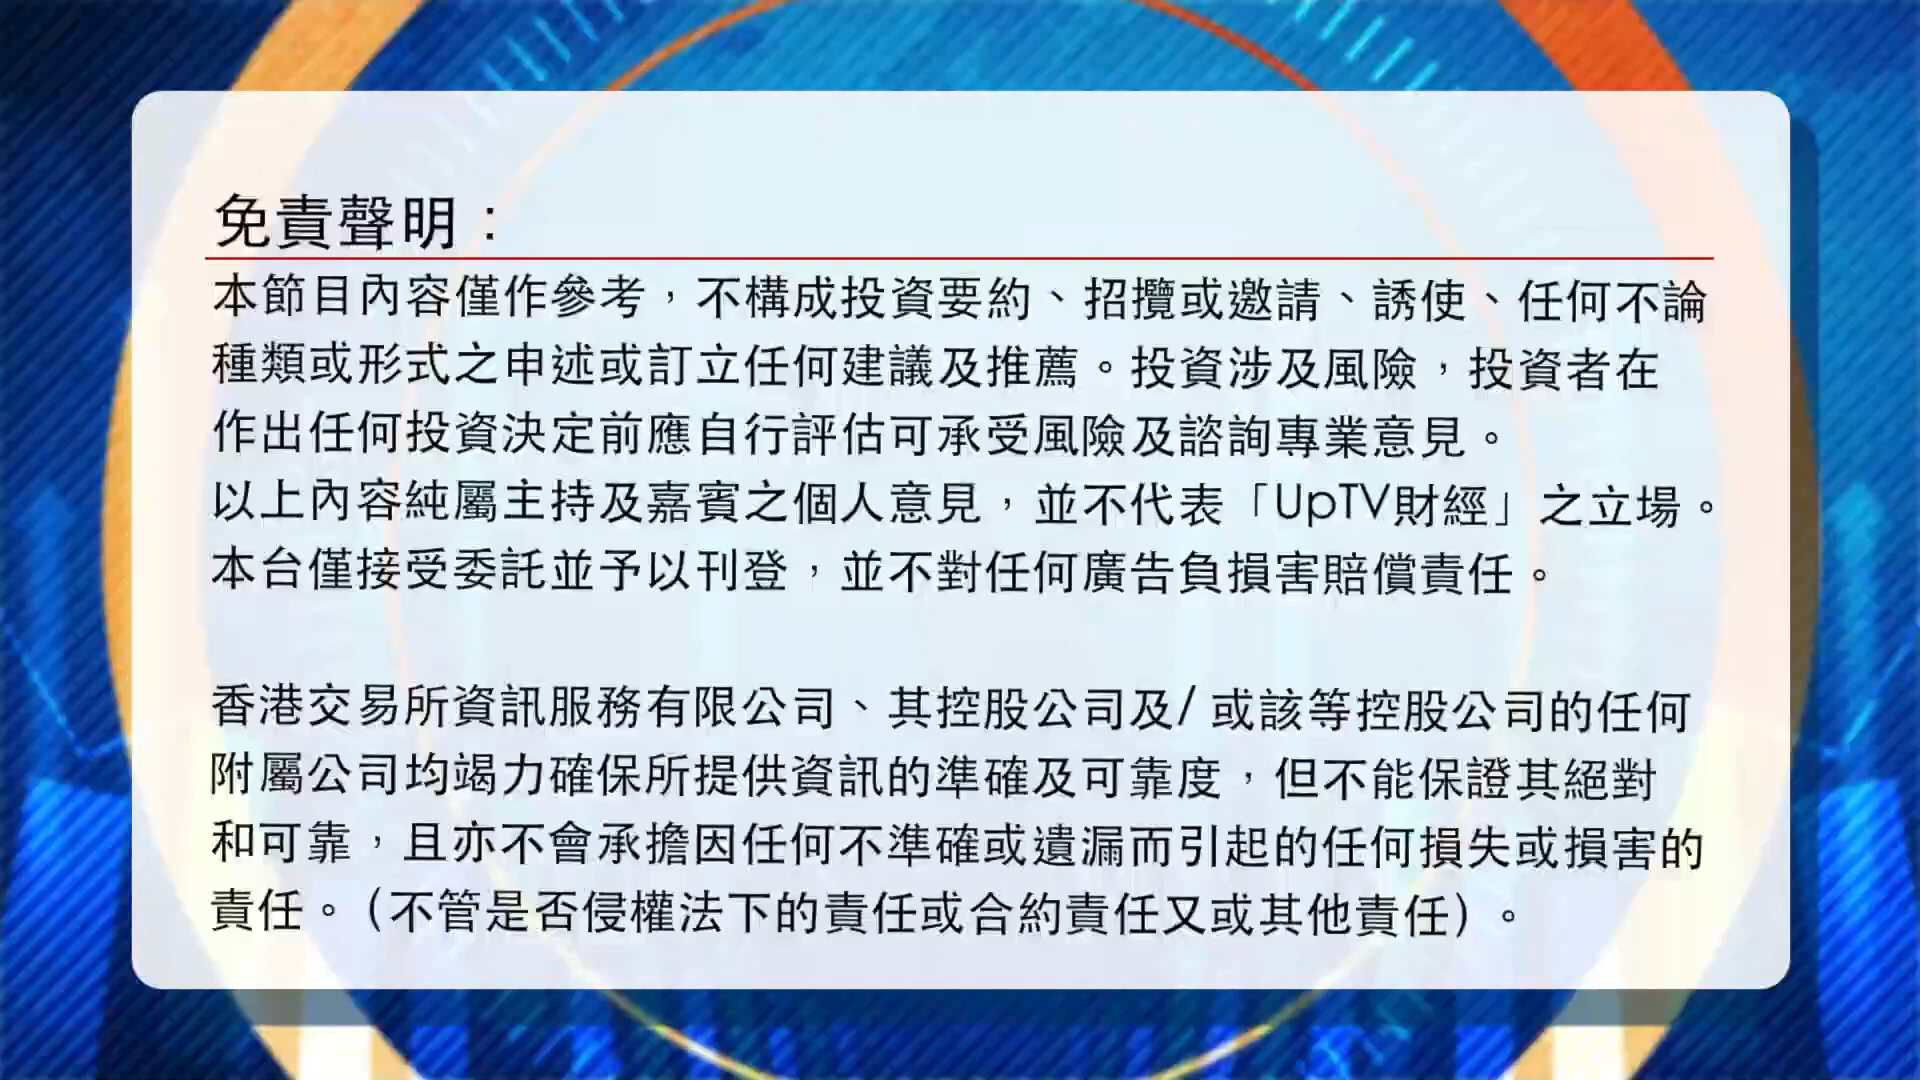 免責聲明：
本節目內容僅作參考，不構成投資要約、招攬或邀請、誘使、任何不論
種類或形式之申述或訂立任何建議及推薦。投資涉及風險，投資者在
作出任何投資決定前應自行評估可承受風險及諮詢專業意見。
以上內容純屬主持及嘉賓之個人意見，並不代表「UpTV財經」之立場。
本台僅接受委託並予以刊登，並不對任何廣告負損害賠償責任。
香港交易所資訊服務有限公司、其控股公司及/ 或該等控股公司的任何
附屬公司均竭力確保所提供資訊的準確及可靠度，但不能保證其絕對
和可靠，且亦不會承擔因任何不準確或遺漏而引起的任何損失或損害的
責任。（不管是否侵權法下的責任或合約責任又或其他責任）。